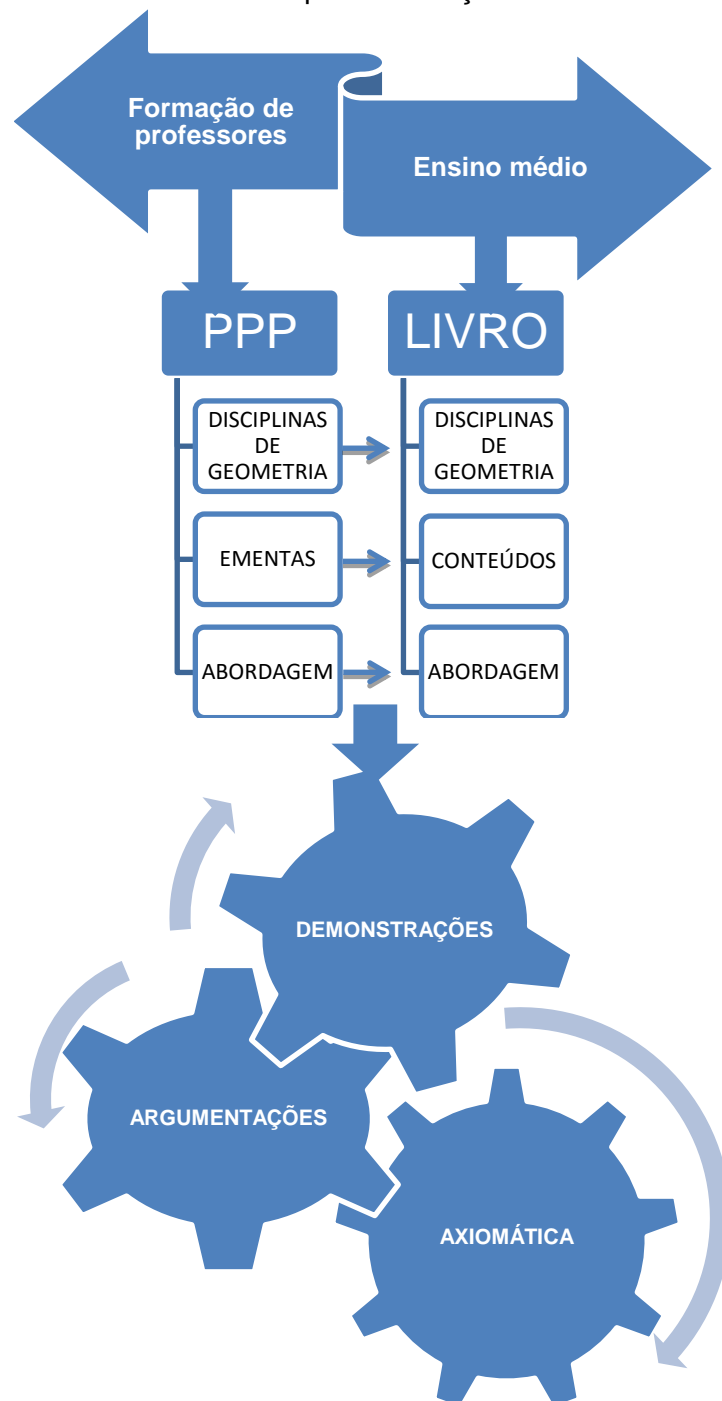 Formação de
professores
Ensino médio
PPP
LIVRO
DISCIPLINAS
DE
GEOMETRIA
DISCIPLINAS
DE
GEOMETRIA
EMENTAS
CONTEÚDOS
ABORDAGEM
ABORDAGEM
DEMONSTRAÇÕES
ARGUMENTAÇÕES
AXIOMÁTICA